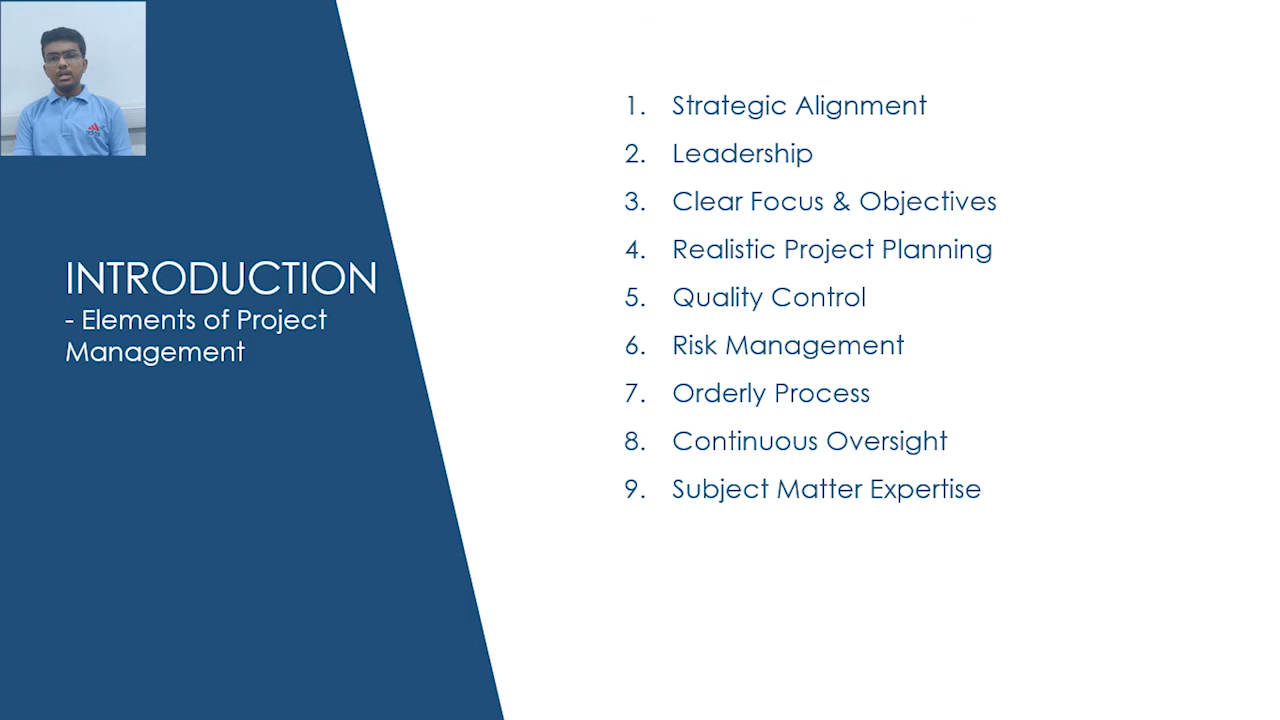 INTRODUCTION
- Elements of Project
Management
1. Strategic Alignment
2. Leadership
3. Clear Focus & Objectives
4. Realistic Project Planning
5. Quality Control
6. Risk Management
7. Orderly Process
8. Continuous Oversight
9. Subject Matter Expertise